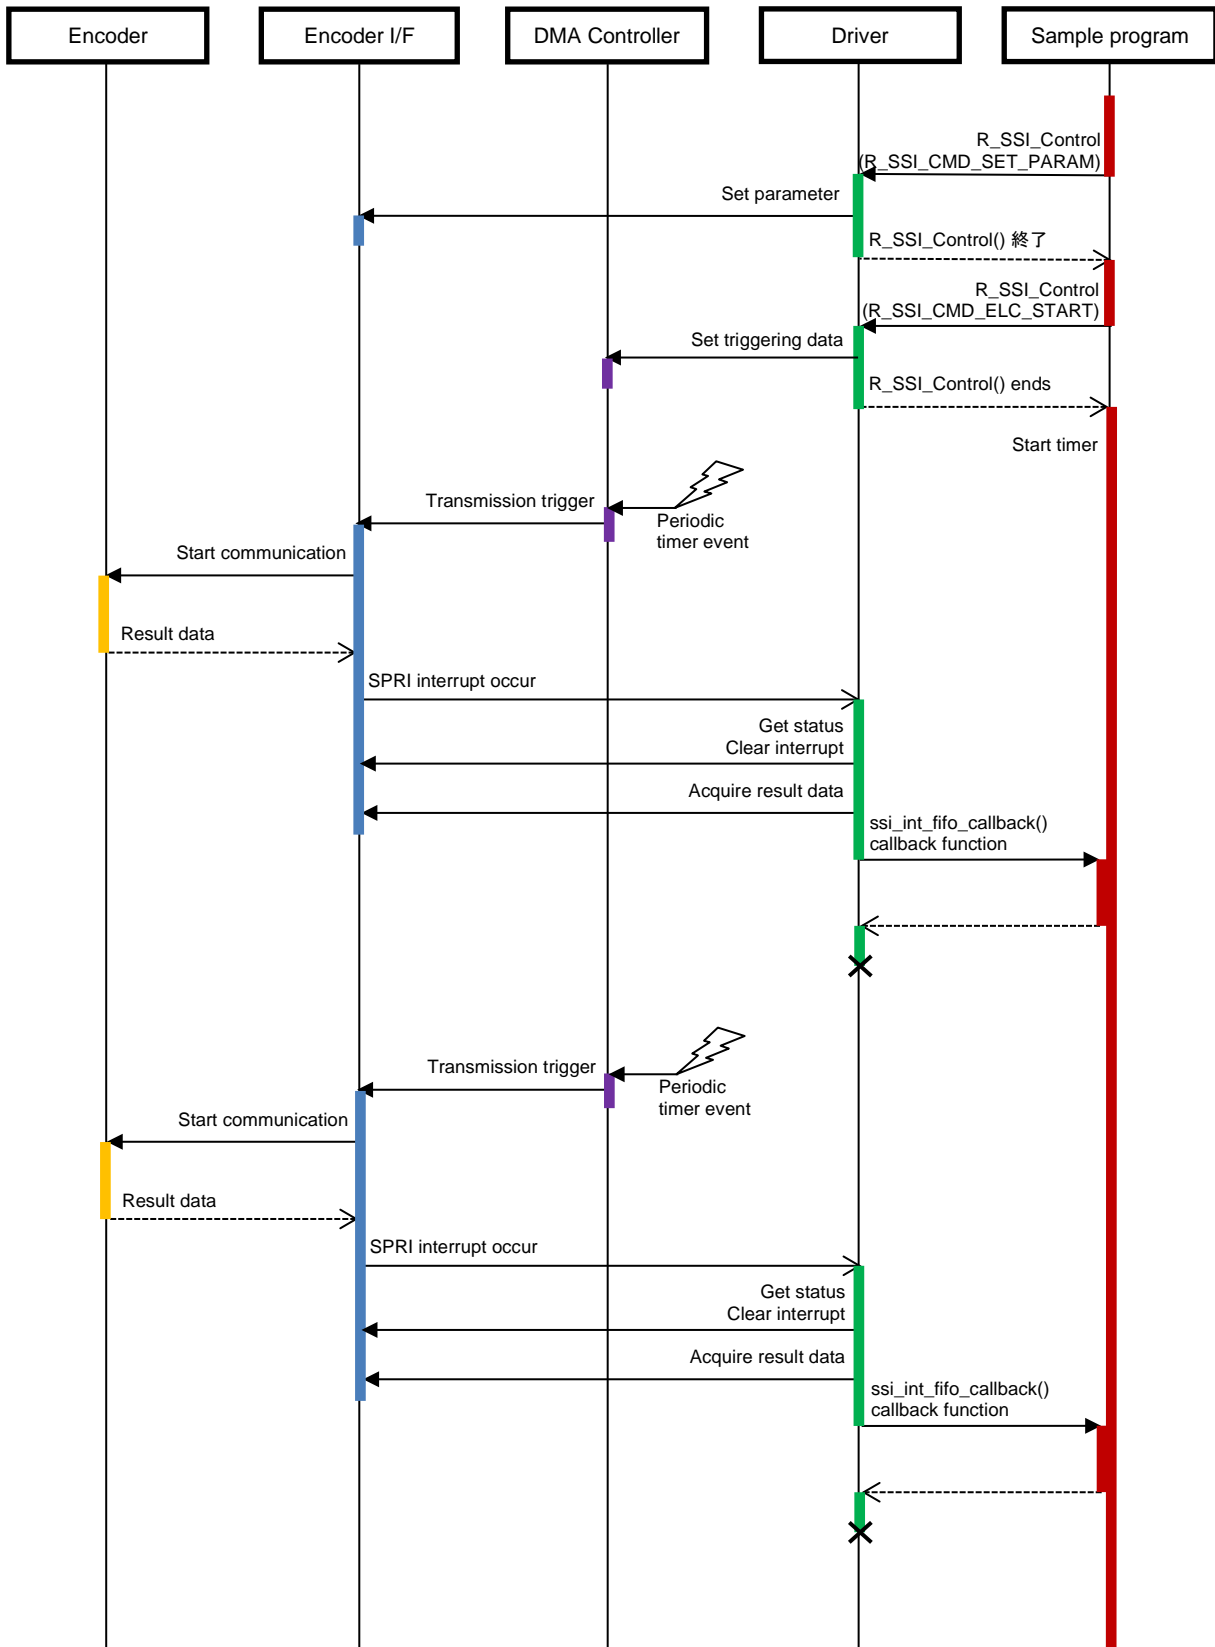 Encoder
Encoder I/F
DMA Controller
Driver
Sample program
R_SSI_Control
(R_SSI_CMD_SET_PARAM)
Set parameter
R_SSI_Control() 終了
R_SSI_Control
(R_SSI_CMD_ELC_START)
Set triggering data
R_SSI_Control() ends
Start timer
Transmission trigger
Periodic
timer event
Start communication
Result data
SPRI interrupt occur
Get status
Clear interrupt
Acquire result data
ssi_int_fifo_callback()
callback function
Transmission trigger
Periodic
timer event
Start communication
Result data
SPRI interrupt occur
Get status
Clear interrupt
Acquire result data
ssi_int_fifo_callback()
callback function